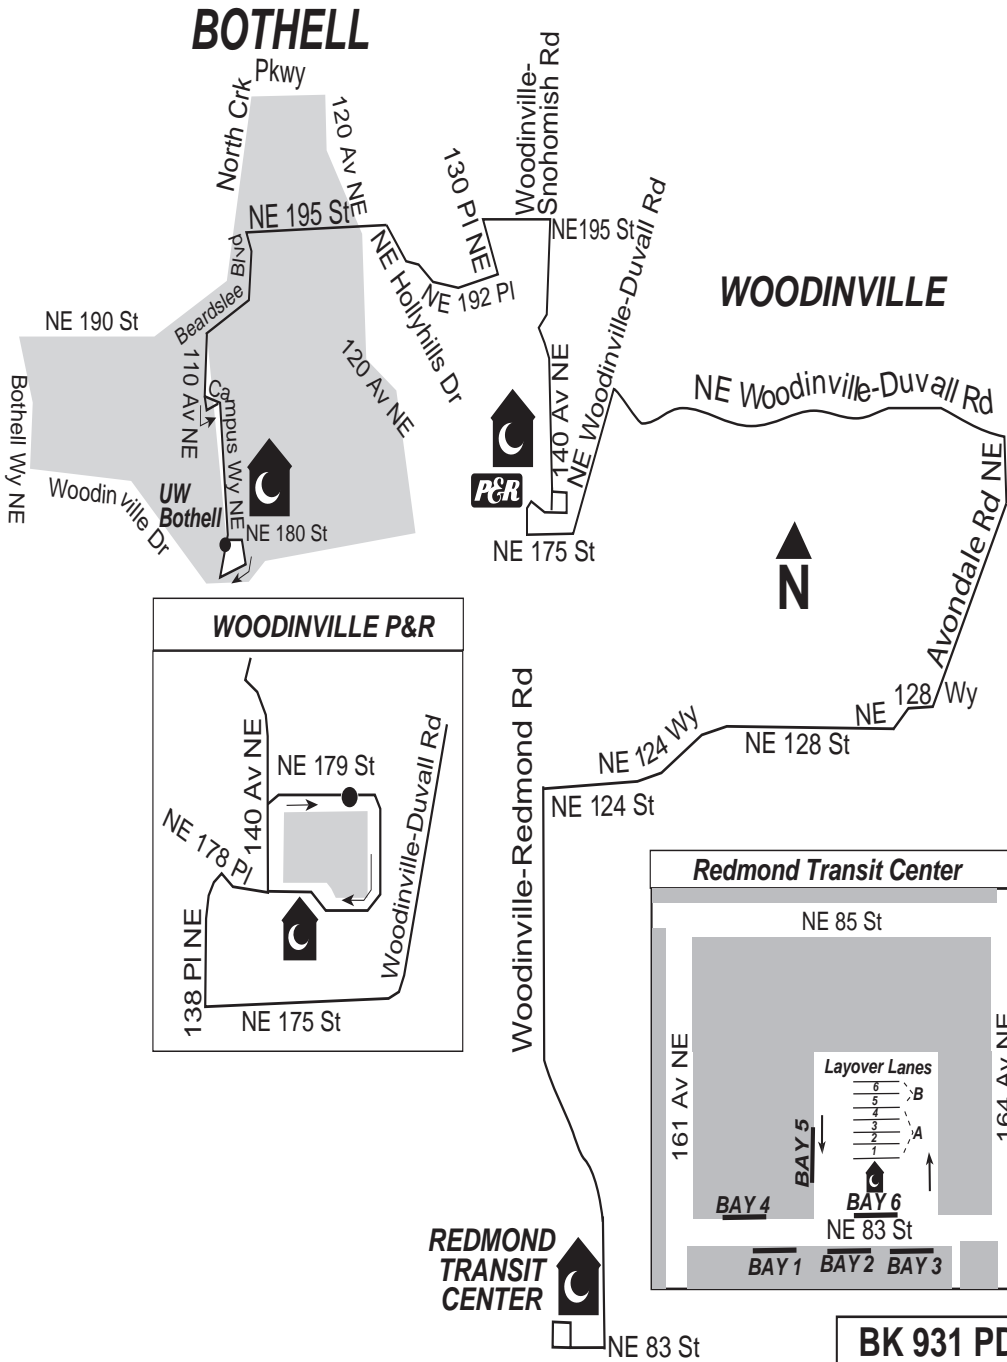 BOTHELL
Pkwy
North Crk
120 Av NE
NE 195 St
Beardslee Blvd
NE 190 St
Bothell Wy NE
110 Av NE
Campus Wy NE
120 Av NE
Woodinville Dr
UW
Bothell
NE 180 St
NE Hollyhills Dr
NE 192 Pl
130 Pl NE
Woodinville-
Snohomish Rd
NE195 St
NE Woodinville-Duvall Rd
140 Av NE
P&R
NE 175 St
WOODINVILLE
NE Woodinville-Duvall Rd
Avondale Rd NE
N
NE 128 Wy
NE 128 St
NE 124 Wy
NE 124 St
Woodinville-Redmond Rd
WOODINVILLE P&R
140 Av NE
NE 179 St
NE 178 Pl
138 Pl NE
NE 175 St
Woodinville-Duvall Rd
REDMOND
TRANSIT
CENTER
NE 83 St
Redmond Transit Center
NE 85 St
161 Av NE
164 Av NE
Layover Lanes
6
5
4
3
2
1
B
A
BAY 5
BAY 4
BAY 6
NE 83 St
BAY 1
BAY 2
BAY 3
BK 931 PD